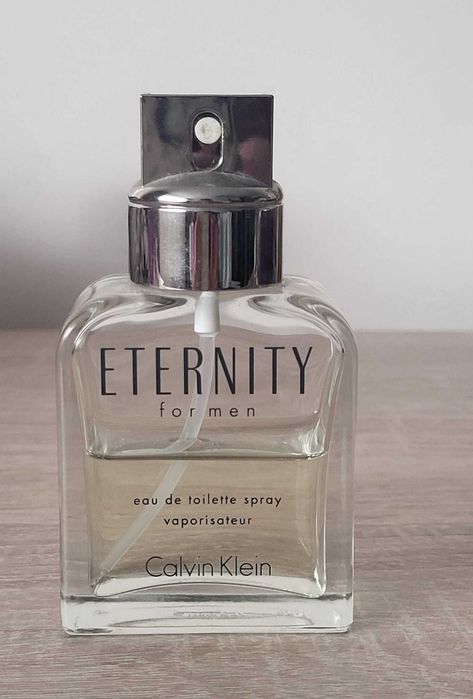 ETERNITY
for men
eau de toilette spray
vaporisateur
Calvin Klein